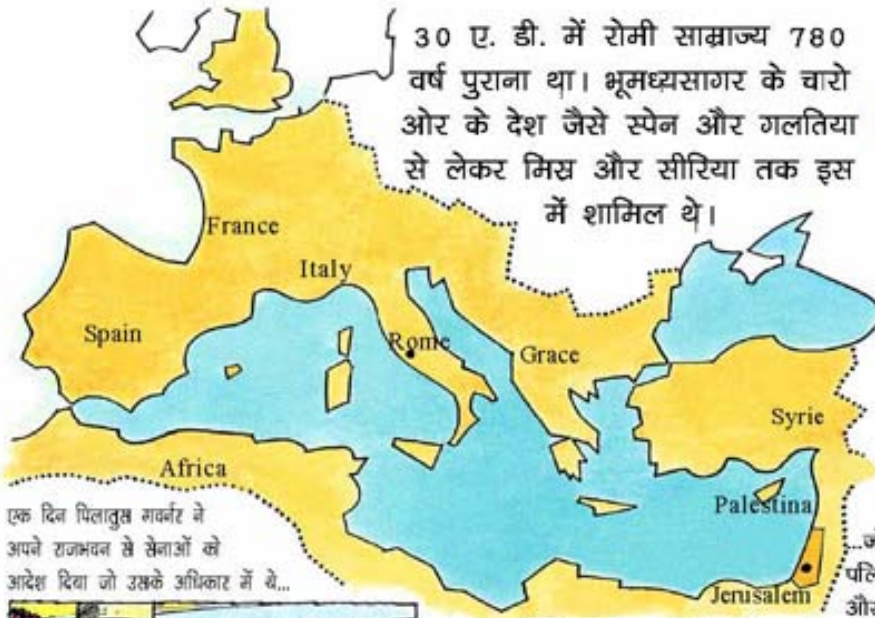 30 ए. डी. में रोमी साम्राज्य 780
वर्ष पुराना था। भूमध्यसागर के चारो
ओर के देश जैसे स्पेन और गलतिया
से लेकर मिस्र और सीरिया तक इस
में शामिल थे।
France
Italy
Spain
Rome
Grace
Syrie
Africa
Palestina
Jerusalem
एक दिन पिलातुस गवर्नर ने
अपने राजभवन से सेनाओं को
आदेश दिया जो उसके अधिकार में थे...
और